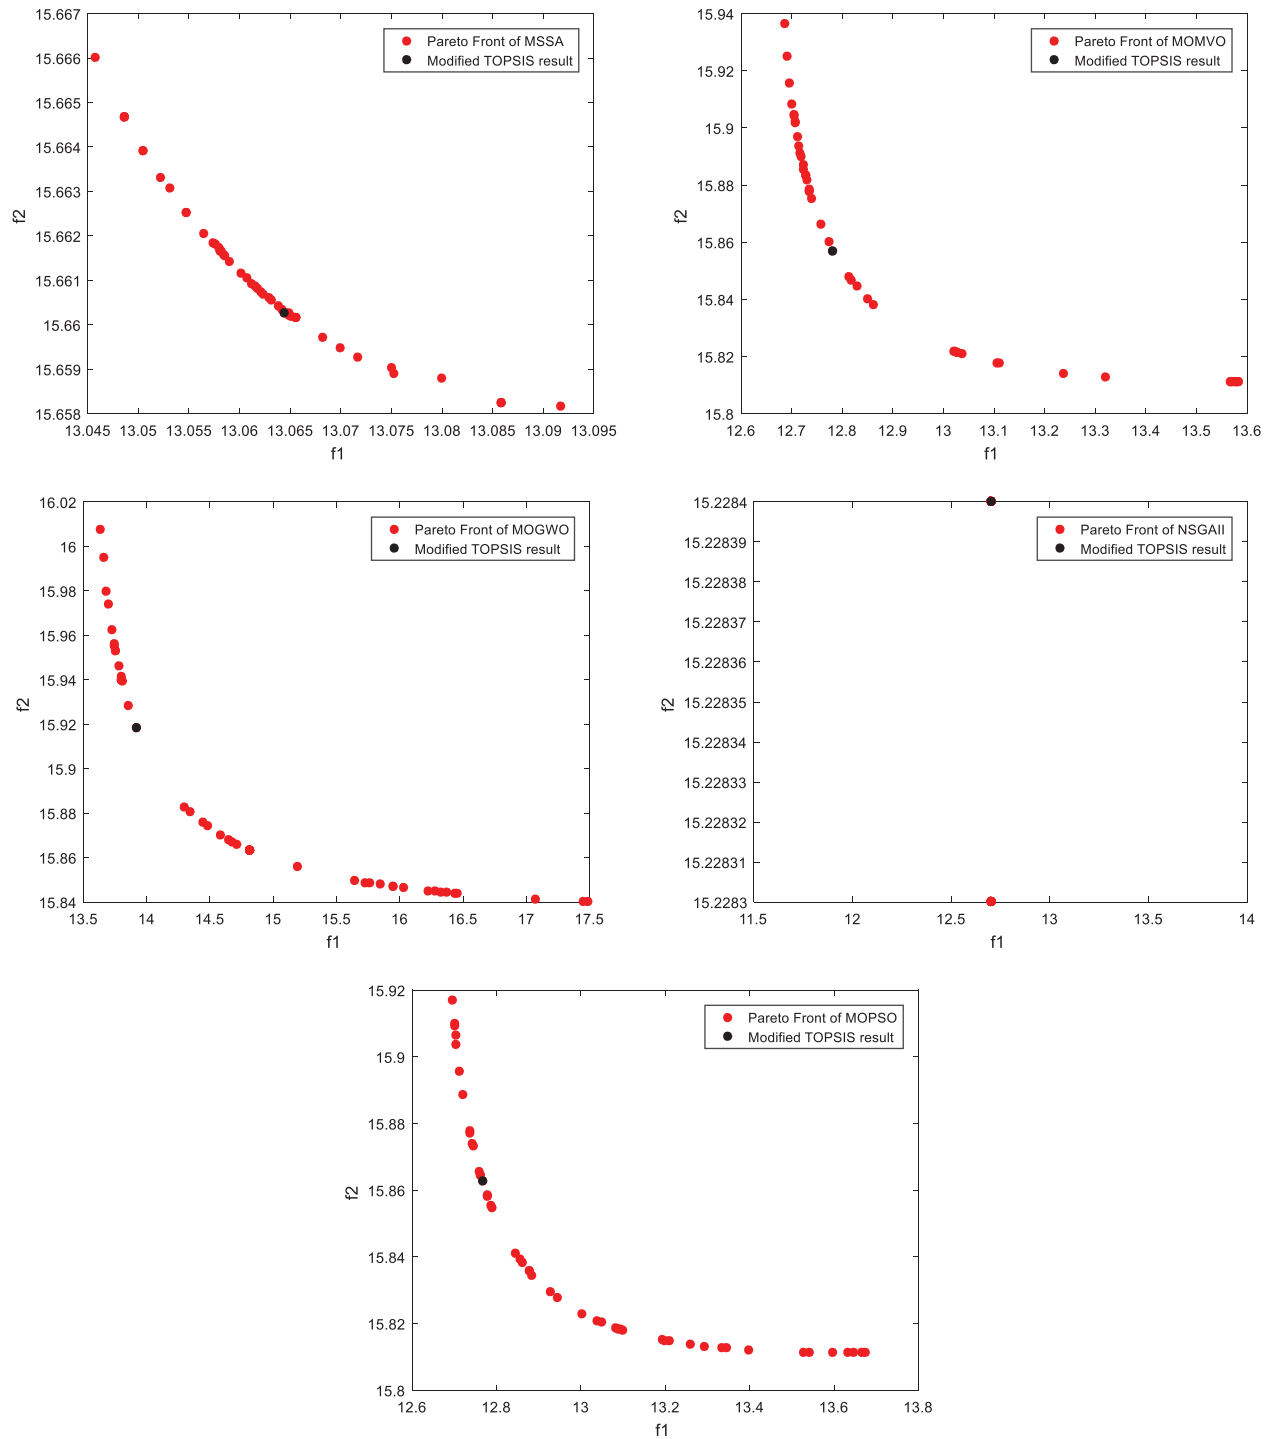 15.667
15.666
15.665
15.664
15.663
15.662
15.661
15.66
15.659
15.658
f2
13.045 13.05 13.055 13.06 13.065 13.07 13.075 13.08 13.085 13.09 13.095
f1
Pareto Front of MSSA
Modified TOPSIS result
15.94
15.92
15.9
15.88
15.86
15.84
15.82
15.8
f2
12.6 12.7 12.8 12.9 13 13.1 13.2 13.3 13.4 13.5 13.6
f1
Pareto Front of MOMVO
Modified TOPSIS result
16.02
16
15.98
15.96
15.94
15.92
15.9
15.88
15.86
15.84
f2
13.5 14 14.5 15 15.5 16 16.5 17 17.5
f1
Pareto Front of MOGWO
Modified TOPSIS result
15.2284
15.22839
15.22838
15.22837
15.22836
15.22835
15.22834
15.22833
15.22832
15.22831
15.2283
f2
11.5 12 12.5 13 13.5 14
f1
Pareto Front of NSGAII
Modified TOPSIS result
15.92
15.9
15.88
15.86
15.84
15.82
15.8
f2
12.6 12.8 13 13.2 13.4 13.6 13.8
f1
Pareto Front of MOPSO
Modified TOPSIS result